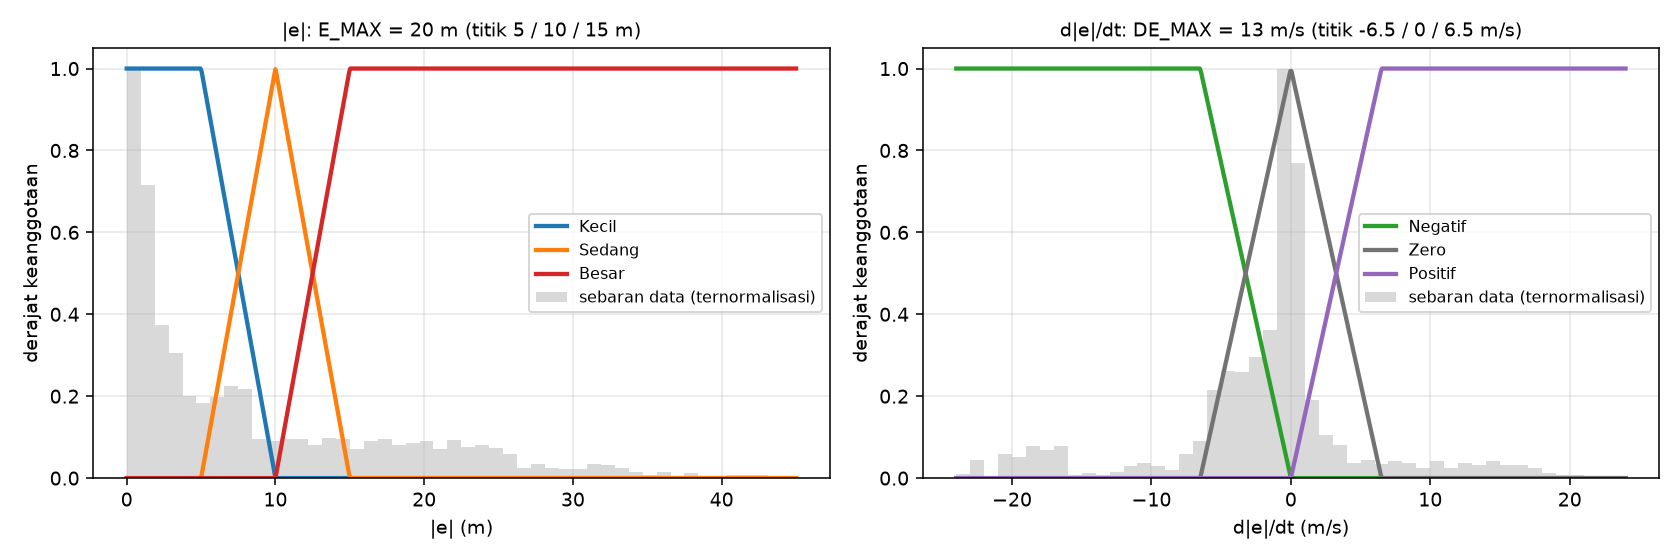 |e|: E_MAX = 20 m (titik 5 / 10 / 15 m)
1.0
0.8
0.6
0.4
0.2
0.0
derajat keanggotaan
Kecil
Sedang
Besar
sebaran data (ternormalisasi)
0
10
20
30
40
|e| (m)
d|e|/dt: DE_MAX = 13 m/s (titik -6.5 / 0 / 6.5 m/s)
1.0
0.8
0.6
0.4
0.2
0.0
derajat keanggotaan
Negatif
Zero
Positif
sebaran data (ternormalisasi)
−20
−10
0
10
20
d|e|/dt (m/s)